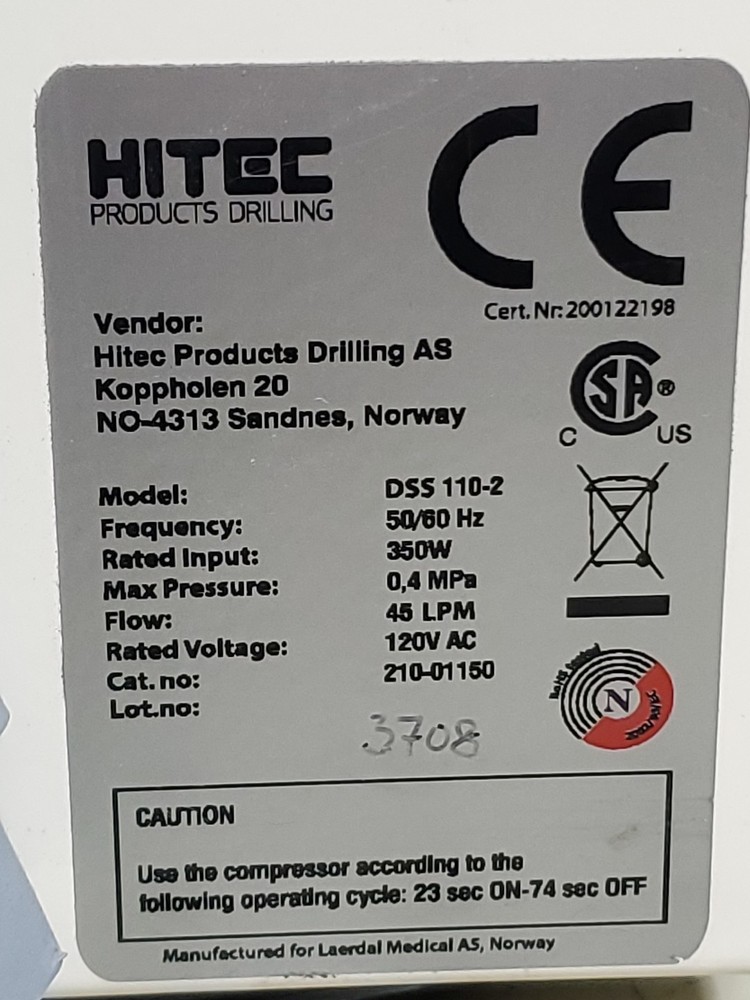 HITEC
PRODUCTS DRILLING
CE
Cert. Nr: 200122198
Vendor:
Hitec Products Drilling AS
Koppholen 20
NO-4313 Sandnes, Norway
CSA®
C US
Model: DSS 110-2
Frequency: 50/60 Hz
Rated Input: 350W
Max Pressure: 0,4 MPa
Flow: 45 LPM
Rated Voltage: 120V AC
Cat. no: 210-01150
Lot.no: 3708
RoHS
N
CAUTION
Use the compressor according to the
following operating cycle: 23 sec ON-74 sec OFF
Manufactured for Laerdal Medical AS, Norway